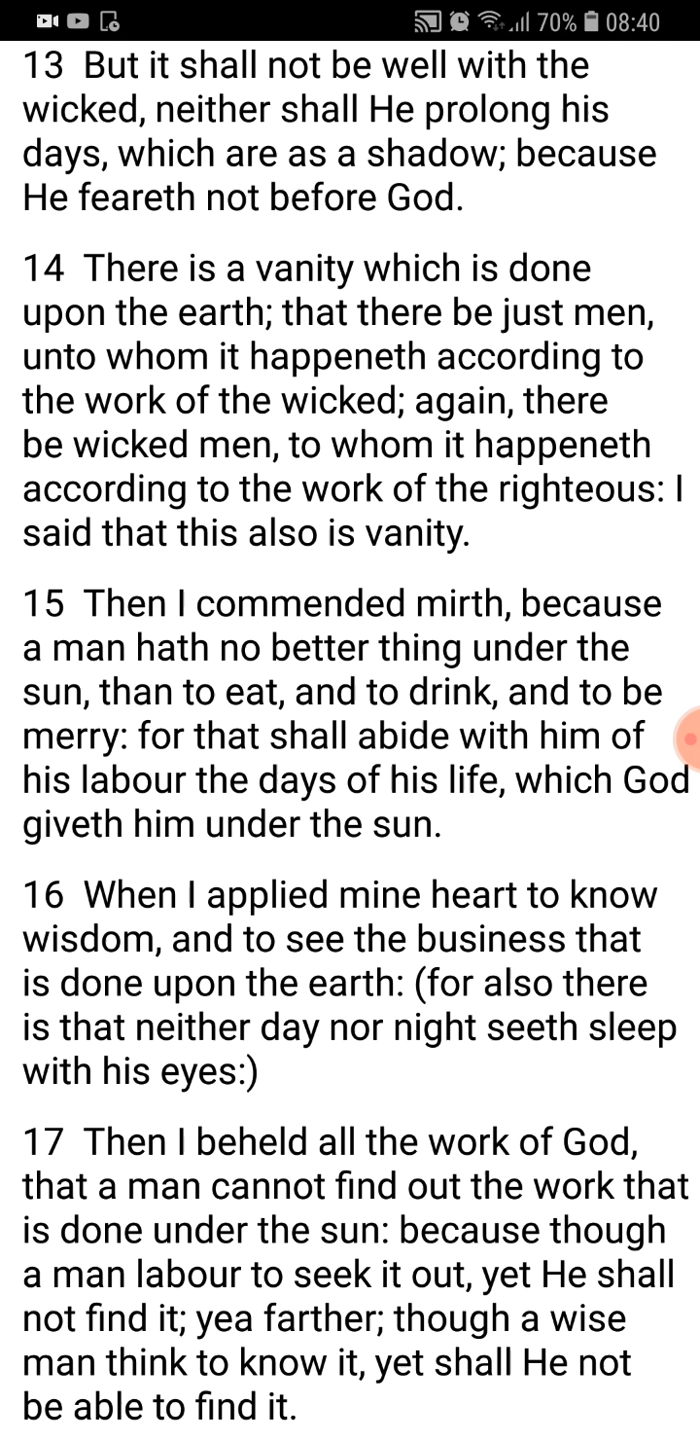 70% 08:40
13 But it shall not be well with the
wicked, neither shall He prolong his
days, which are as a shadow; because
He feareth not before God.
14 There is a vanity which is done
upon the earth; that there be just men,
unto whom it happeneth according to
the work of the wicked; again, there
be wicked men, to whom it happeneth
according to the work of the righteous: I
said that this also is vanity.
15 Then I commended mirth, because
a man hath no better thing under the
sun, than to eat, and to drink, and to be
merry: for that shall abide with him of
his labour the days of his life, which God
giveth him under the sun.
16 When I applied mine heart to know
wisdom, and to see the business that
is done upon the earth: (for also there
is that neither day nor night seeth sleep
with his eyes:)
17 Then I beheld all the work of God,
that a man cannot find out the work that
is done under the sun: because though
a man labour to seek it out, yet He shall
not find it; yea farther; though a wise
man think to know it, yet shall He not
be able to find it.